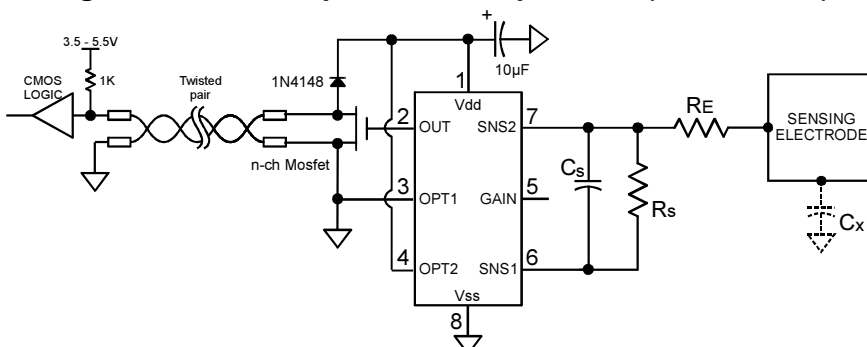 3.5 - 5.5V
CMOS
LOGIC
1K
Twisted
pair
1N4148
n-ch Mosfet
+
10µF
1
Vdd
2
OUT
3
OPT1
4
OPT2
Vss
8
7
SNS2
GAIN
5
6
SNS1
Cs
Rs
RE
SENSING
ELECTRODE
Cx